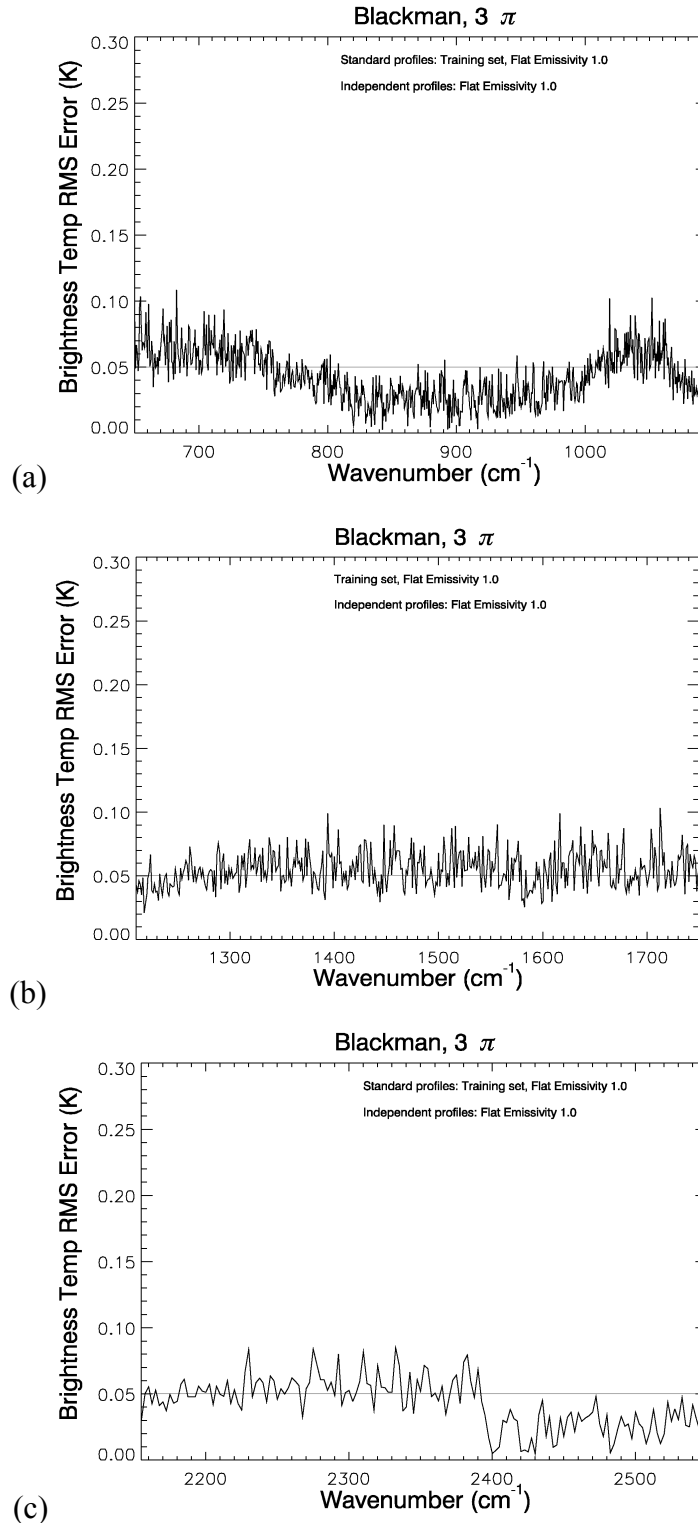 Blackman, 3 π
0.30
0.25
0.20
0.15
0.10
0.05
0.00
Brightness Temp RMS Error (K)
Standard profiles: Training set, Flat Emissivity 1.0
Independent profiles: Flat Emissivity 1.0
700 800 900 1000
Wavenumber (cm⁻¹)
(a)
Blackman, 3 π
0.30
0.25
0.20
0.15
0.10
0.05
0.00
Brightness Temp RMS Error (K)
Training set, Flat Emissivity 1.0
Independent profiles: Flat Emissivity 1.0
1300 1400 1500 1600 1700
Wavenumber (cm⁻¹)
(b)
Blackman, 3 π
0.30
0.25
0.20
0.15
0.10
0.05
0.00
Brightness Temp RMS Error (K)
Standard profiles: Training set, Flat Emissivity 1.0
Independent profiles: Flat Emissivity 1.0
2200 2300 2400 2500
Wavenumber (cm⁻¹)
(c)